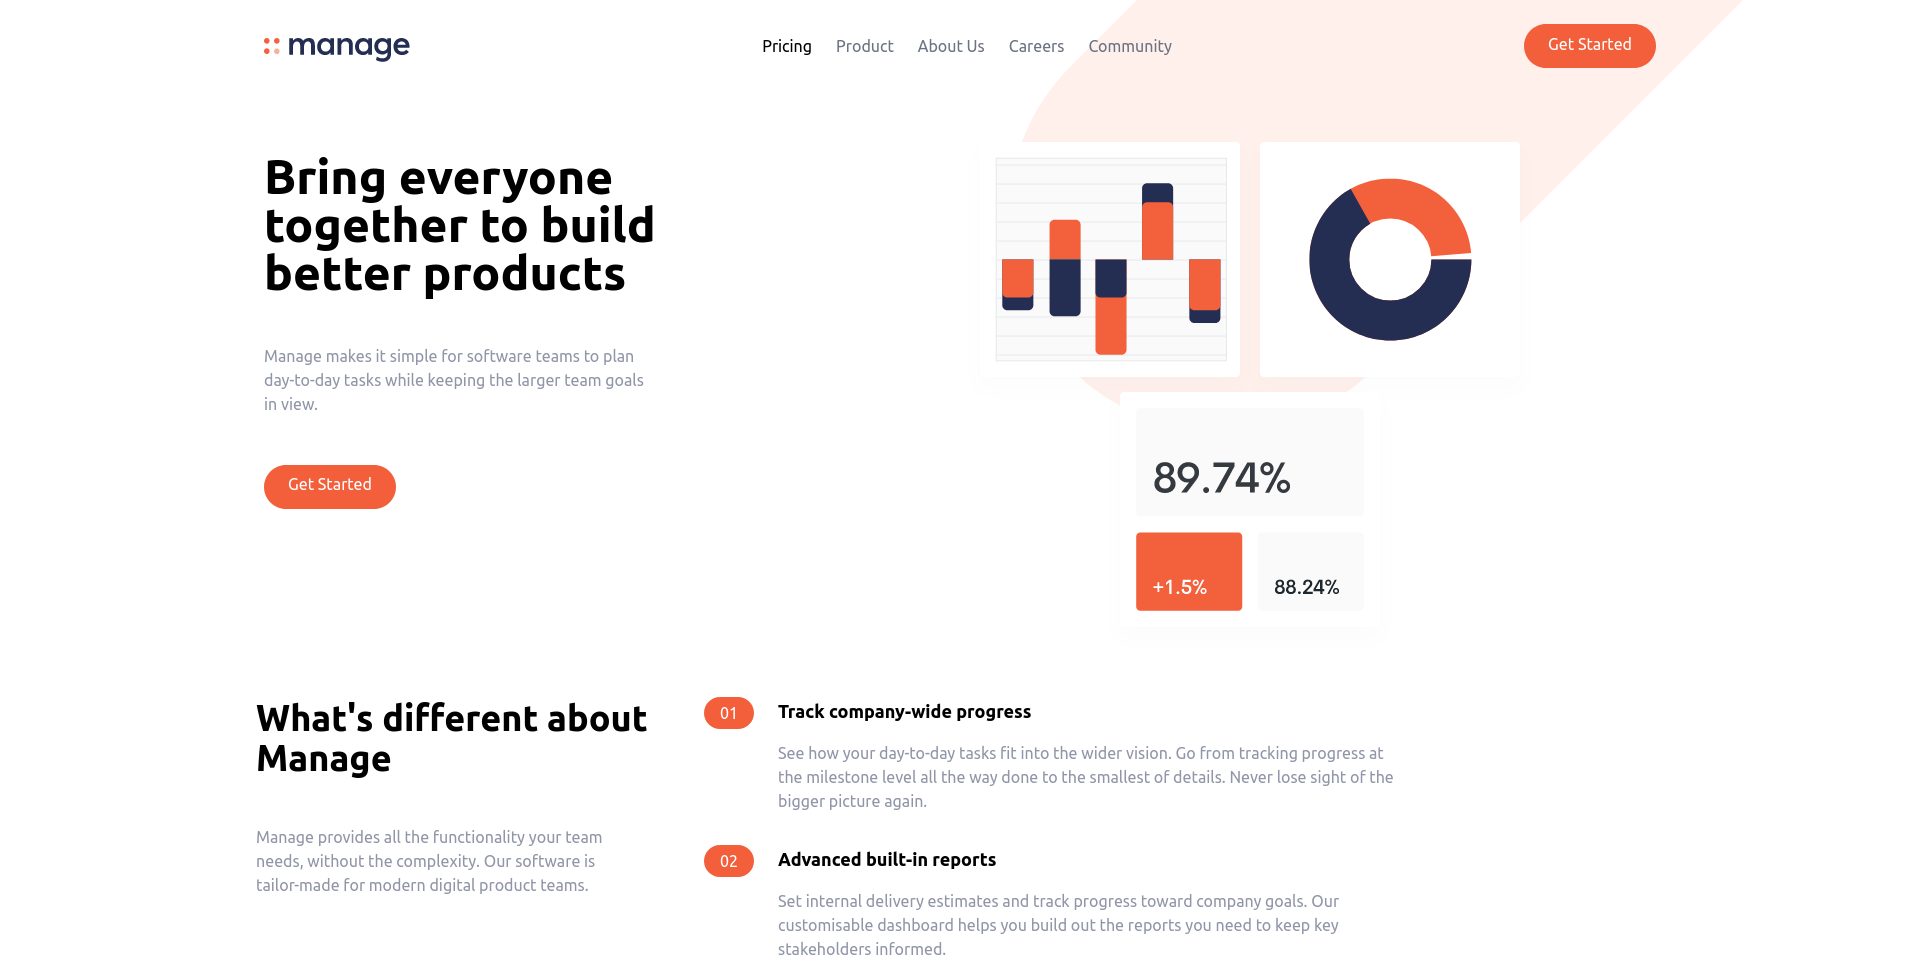 manage
Pricing
Product
About Us
Careers
Community
Get Started
Bring everyone
together to build
better products
Manage makes it simple for software teams to plan
day-to-day tasks while keeping the larger team goals
in view.
Get Started
89.74%
+1.5%
88.24%
What's different about
Manage
Manage provides all the functionality your team
needs, without the complexity. Our software is
tailor-made for modern digital product teams.
01
Track company-wide progress
See how your day-to-day tasks fit into the wider vision. Go from tracking progress at
the milestone level all the way done to the smallest of details. Never lose sight of the
bigger picture again.
02
Advanced built-in reports
Set internal delivery estimates and track progress toward company goals. Our
customisable dashboard helps you build out the reports you need to keep key
stakeholders informed.